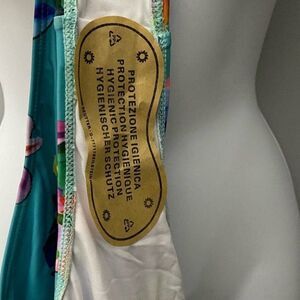 PROTEZIONE IGIENICA
PROTECTION HYGIENIQUE
HYGIENIC PROTECTION
HYGIENISCHER SCHUTZ